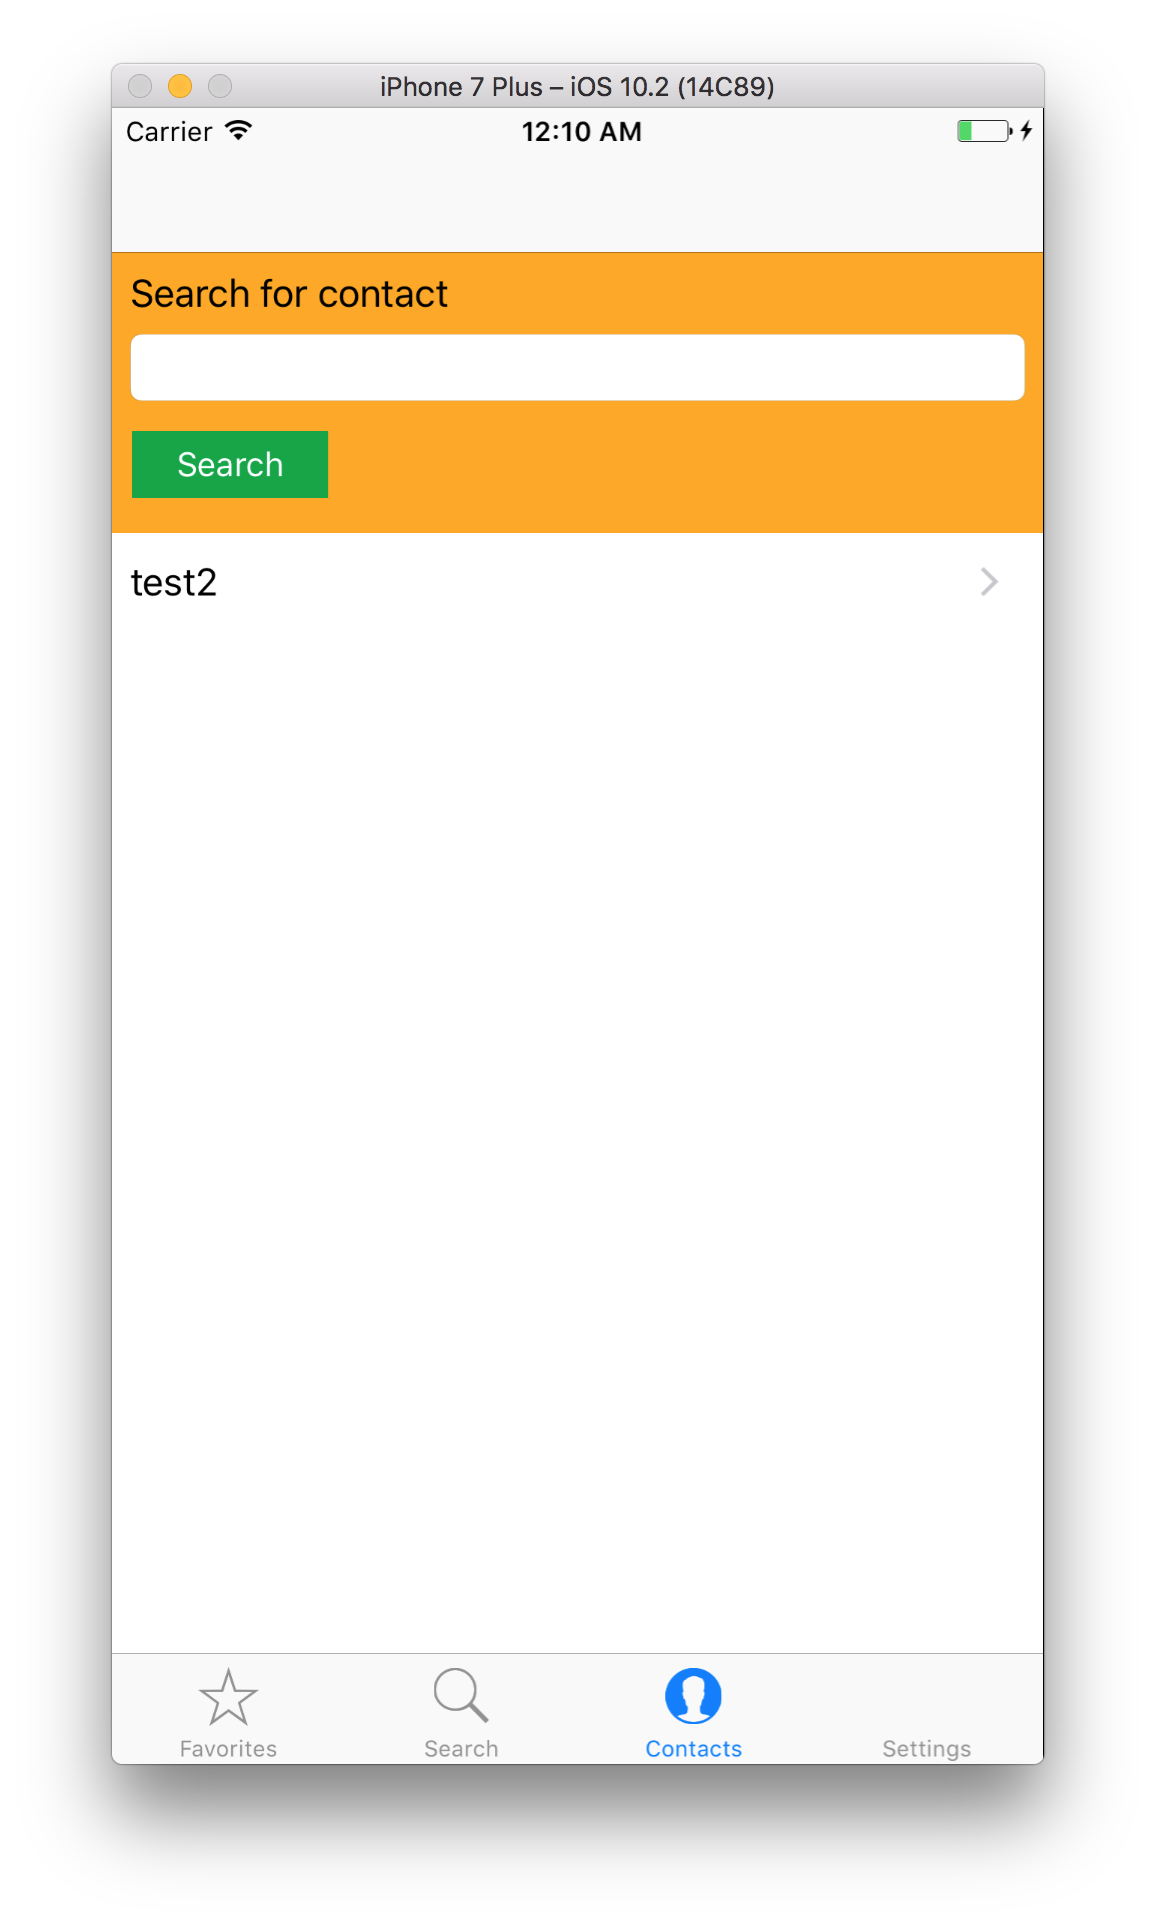 iPhone 7 Plus – iOS 10.2 (14C89)
Carrier 12:10 AM
Search for contact
Search
test2
Favorites Search Contacts Settings